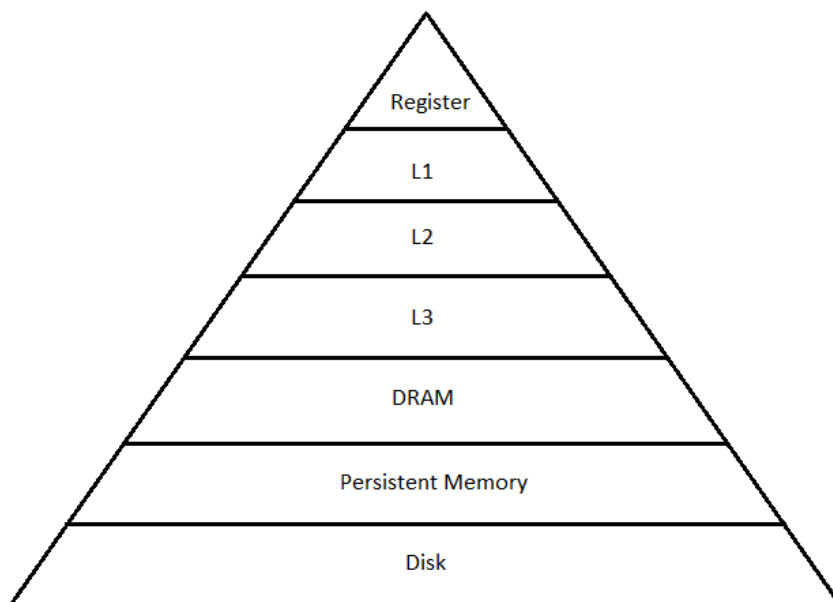 Register
L1
L2
L3
DRAM
Persistent Memory
Disk